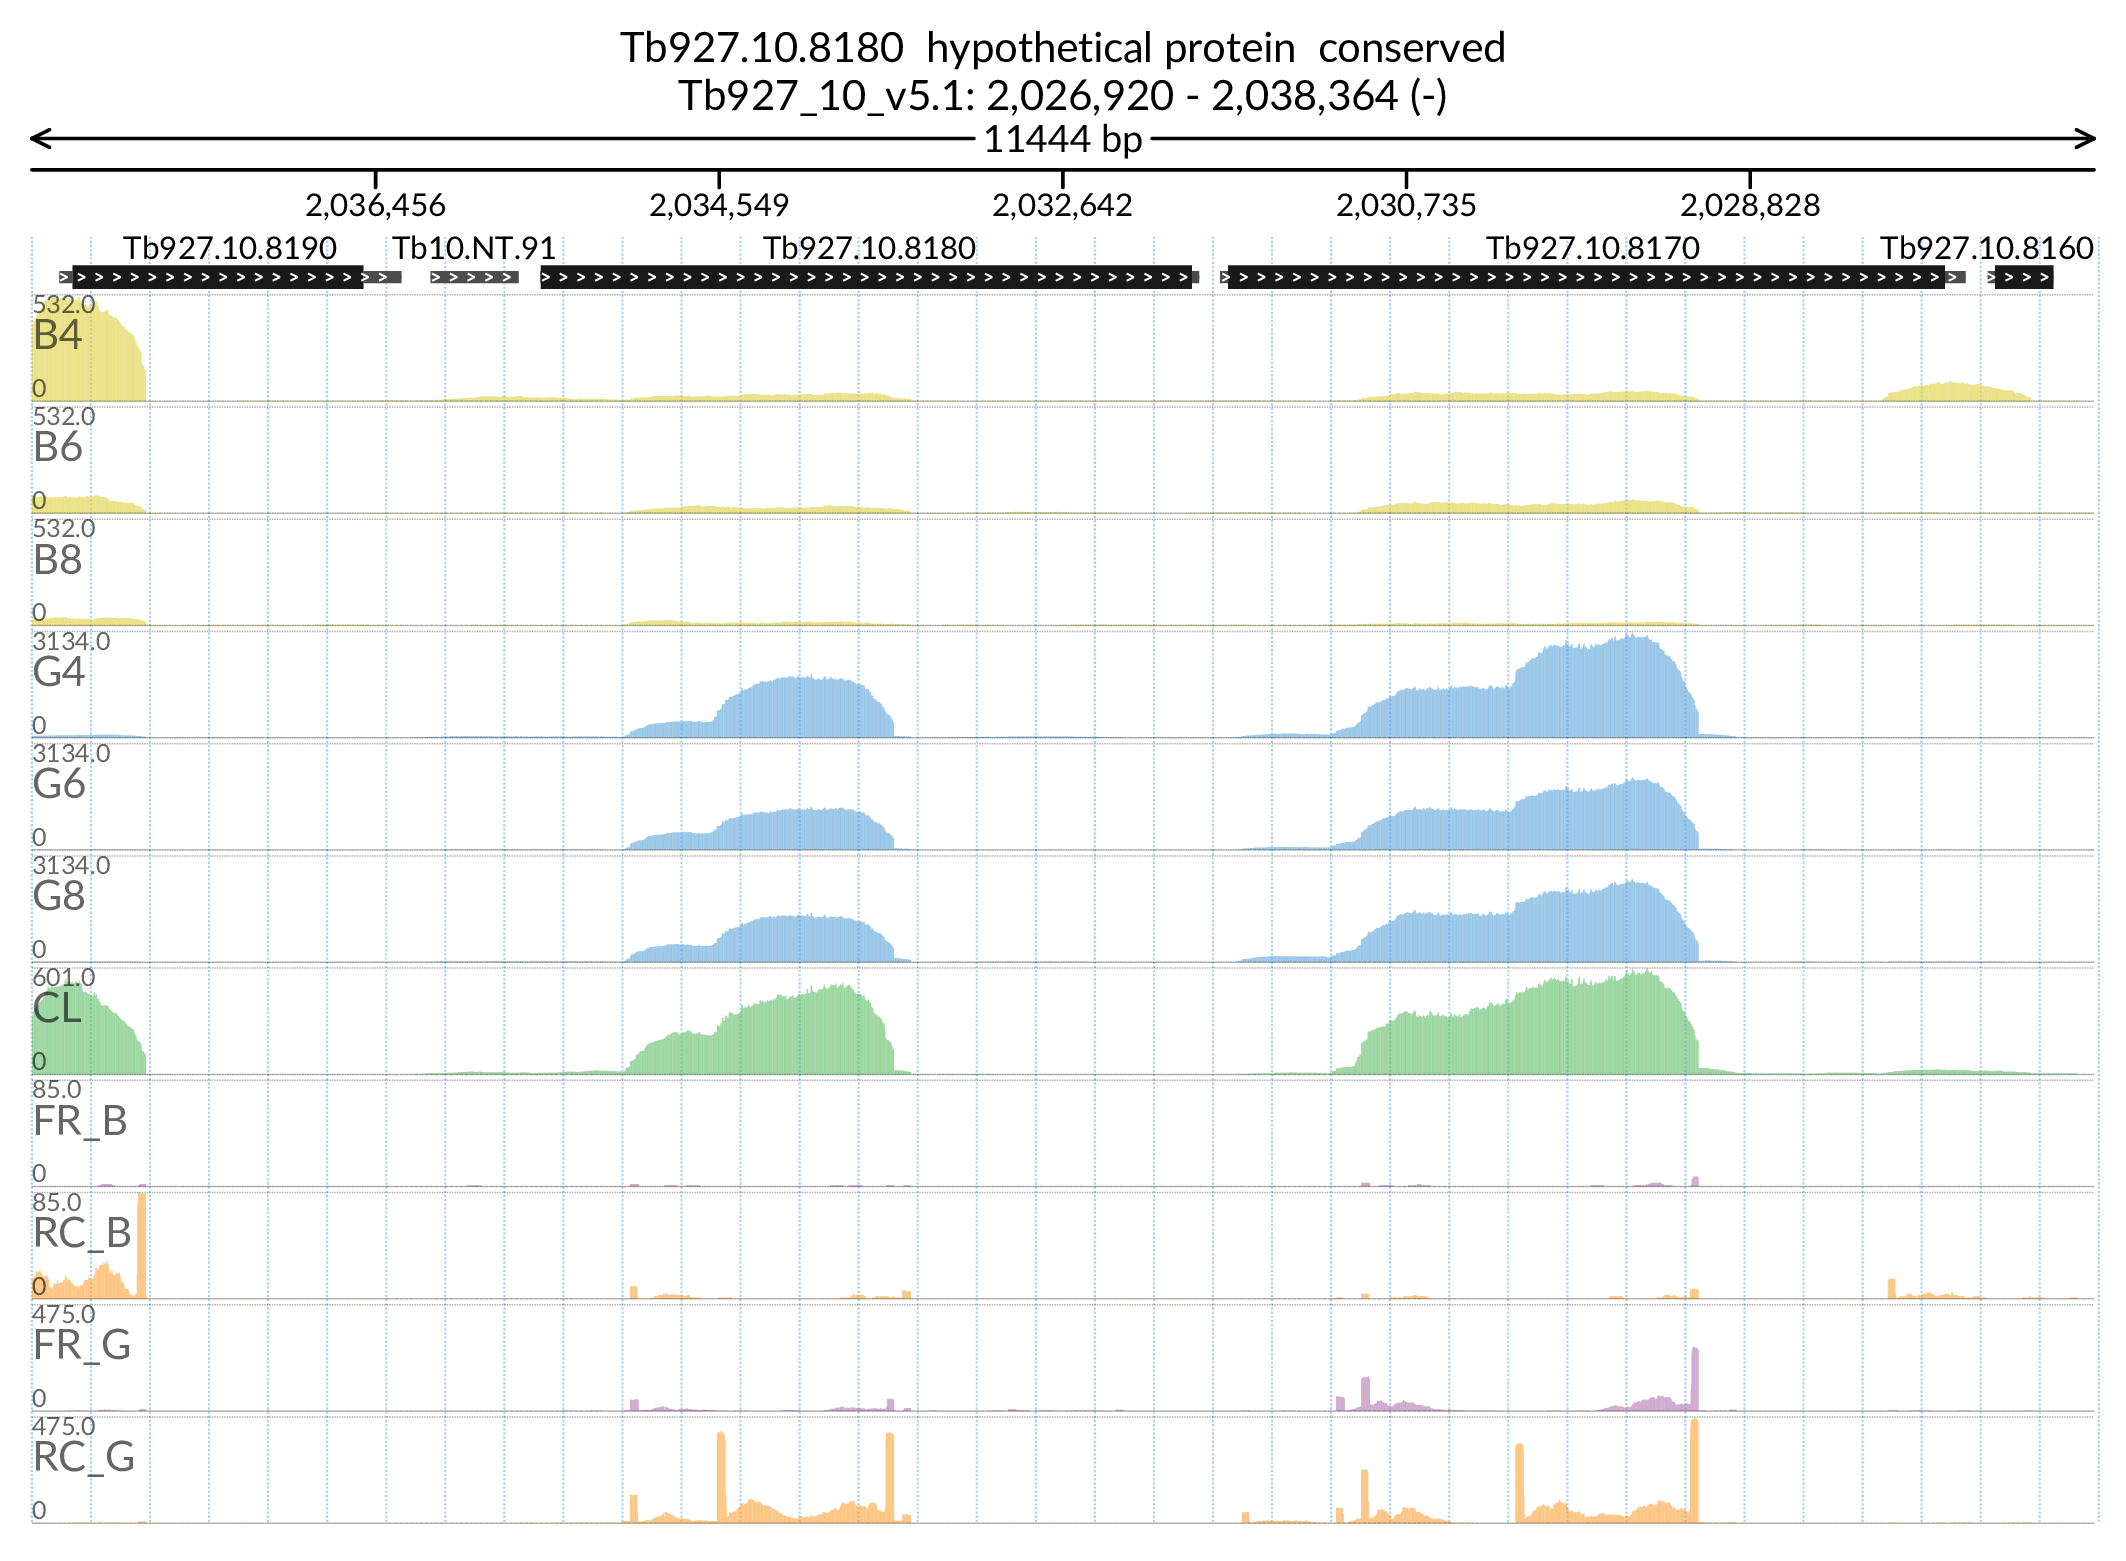 Tb927.10.8180 hypothetical protein conserved
Tb927_10_v5.1: 2,026,920 - 2,038,364 (-)
11444 bp
2,036,456 2,034,549 2,032,642 2,030,735 2,028,828
Tb927.10.8190 Tb10.NT.91 Tb927.10.8180 Tb927.10.8170 Tb927.10.8160
532.0
B4
0
532.0
B6
0
532.0
B8
0
3134.0
G4
0
3134.0
G6
0
3134.0
G8
0
601.0
CL
0
85.0
FR_B
0
85.0
RC_B
0
475.0
FR_G
0
475.0
RC_G
0